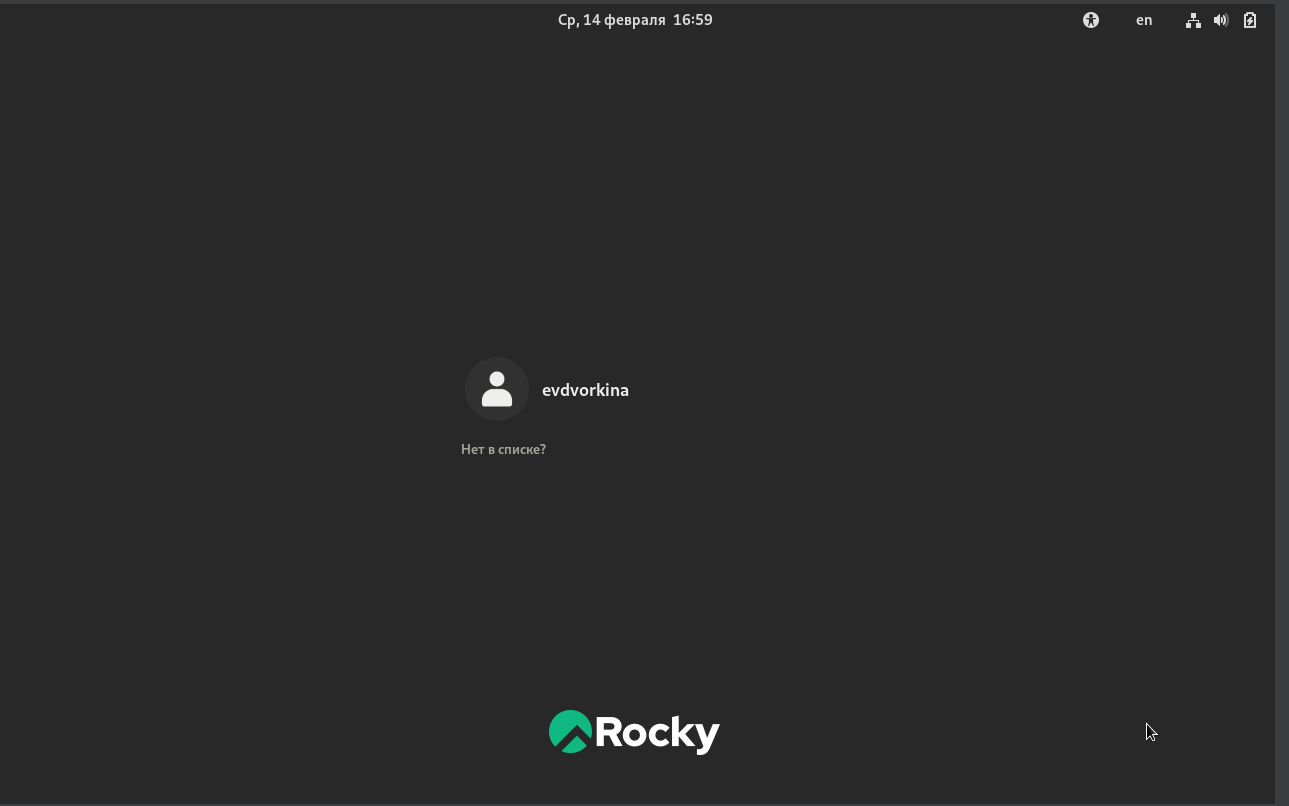 Ср, 14 февраля 16:59
en
evdvorkina
Нет в списке?
Rocky